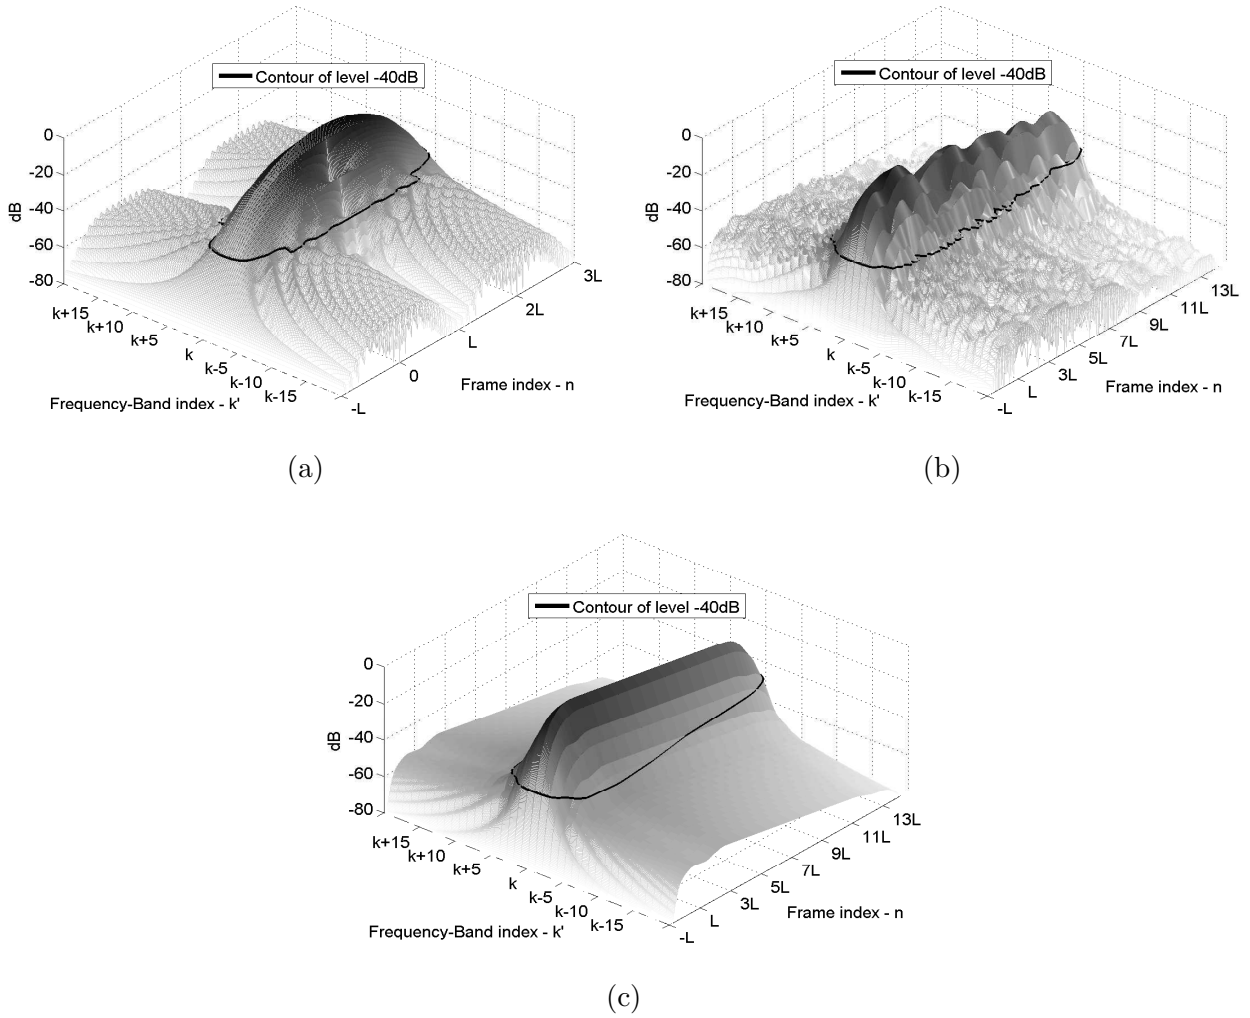 Contour of level -40dB
0
-20
-40
-60
-80
dB
k+15
k+10
k+5
k
k-5
k-10
k-15
Frequency-Band index - k'
-L
0
L
2L
3L
Frame index - n
(a)
Contour of level -40dB
0
-20
-40
-60
-80
dB
k+15
k+10
k+5
k
k-5
k-10
k-15
Frequency-Band index - k'
-L
L
3L
5L
7L
9L
11L
13L
Frame index - n
(b)
Contour of level -40dB
0
-20
-40
-60
-80
dB
k+15
k+10
k+5
k
k-5
k-10
k-15
Frequency-Band index - k'
-L
L
3L
5L
7L
9L
11L
13L
Frame index - n
(c)